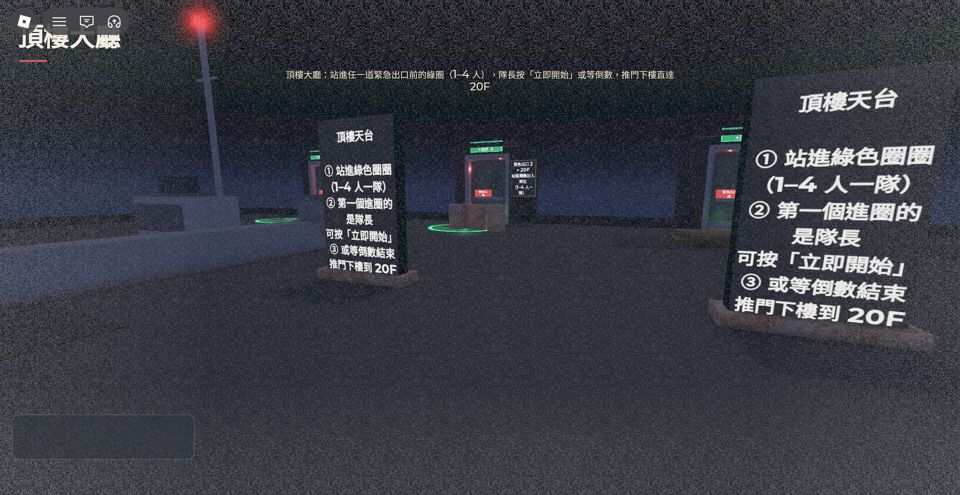 頂樓大廳
頂樓大廳：站進任一道緊急出口前的綠圈（1–4 人），隊長按「立即開始」或等倒數，推門下樓直達
20F
頂樓天台
① 站進綠色圈圈
（1–4 人一隊）
② 第一個進圈的
是隊長
可按「立即開始」
③ 或等倒數結束
推門下樓到 20F
緊急出口 2
頂樓天台
① 站進綠色圈圈
（1–4 人一隊）
② 第一個進圈的
是隊長
可按「立即開始」
③ 或等倒數結束
推門下樓到 20F